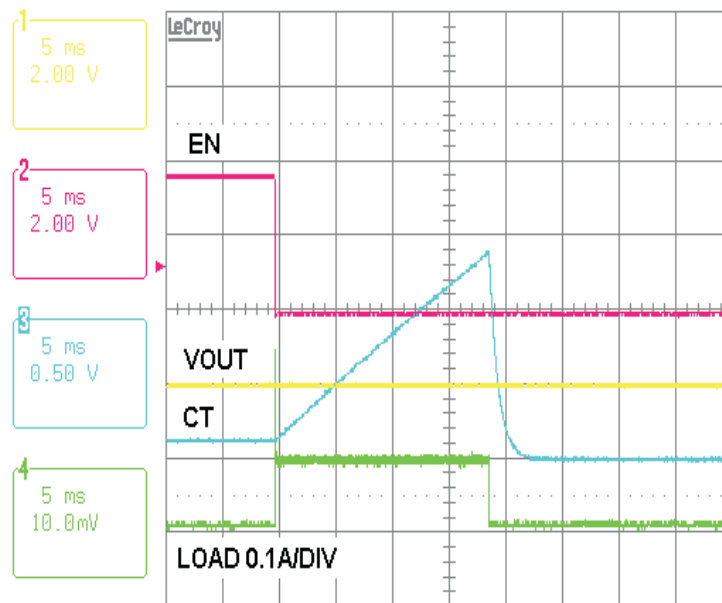 1
5 ms
2.00 V
2
5 ms
2.00 V
3
5 ms
0.50 V
4
5 ms
10.0mV
LeCroy
EN
VOUT
CT
LOAD 0.1A/DIV